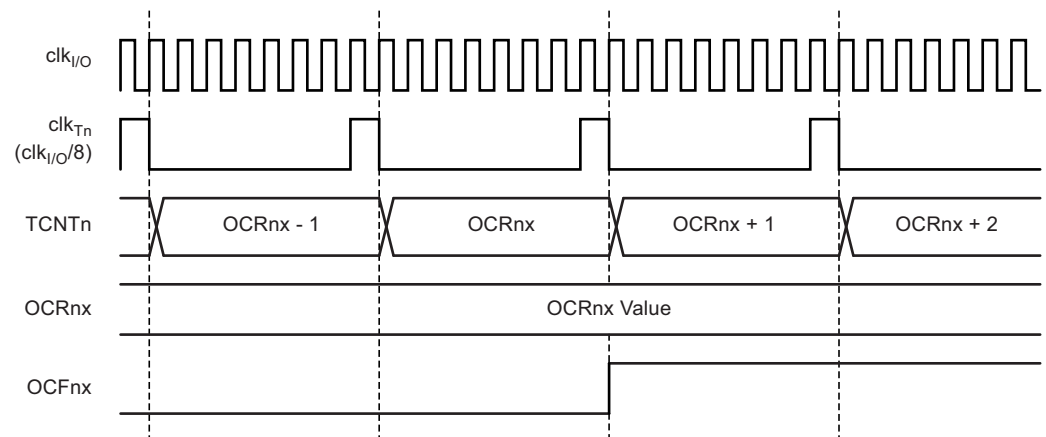 clkI/O
clkTn
(clkI/O/8)
TCNTn
OCRnx - 1
OCRnx
OCRnx + 1
OCRnx + 2
OCRnx
OCRnx Value
OCFnx